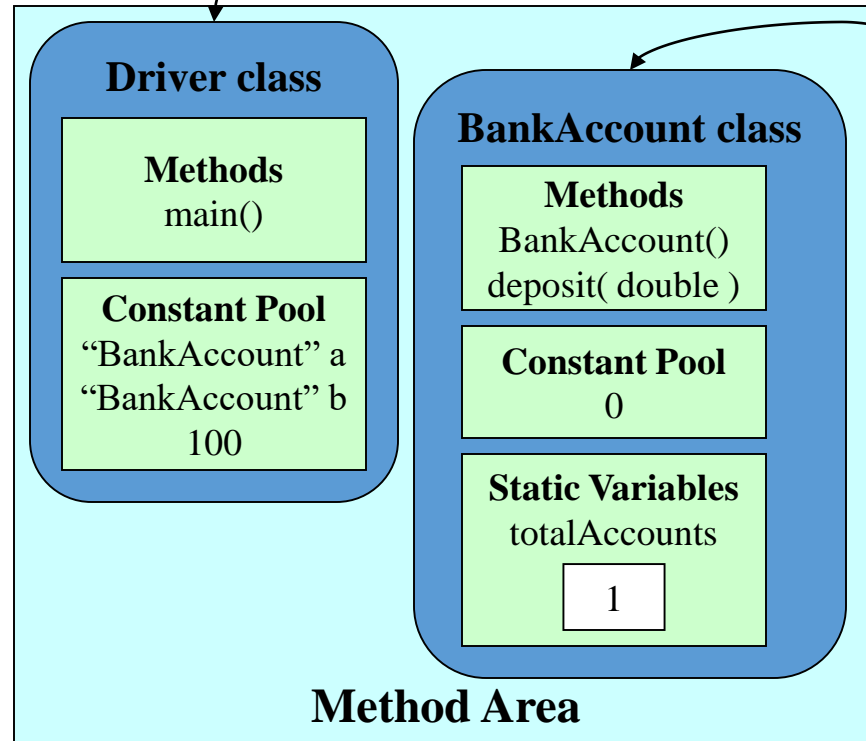 Driver class
Methods
main()
Constant Pool
“BankAccount” a
“BankAccount” b
100
BankAccount class
Methods
BankAccount()
deposit( double )
Constant Pool
0
Static Variables
totalAccounts
1
Method Area